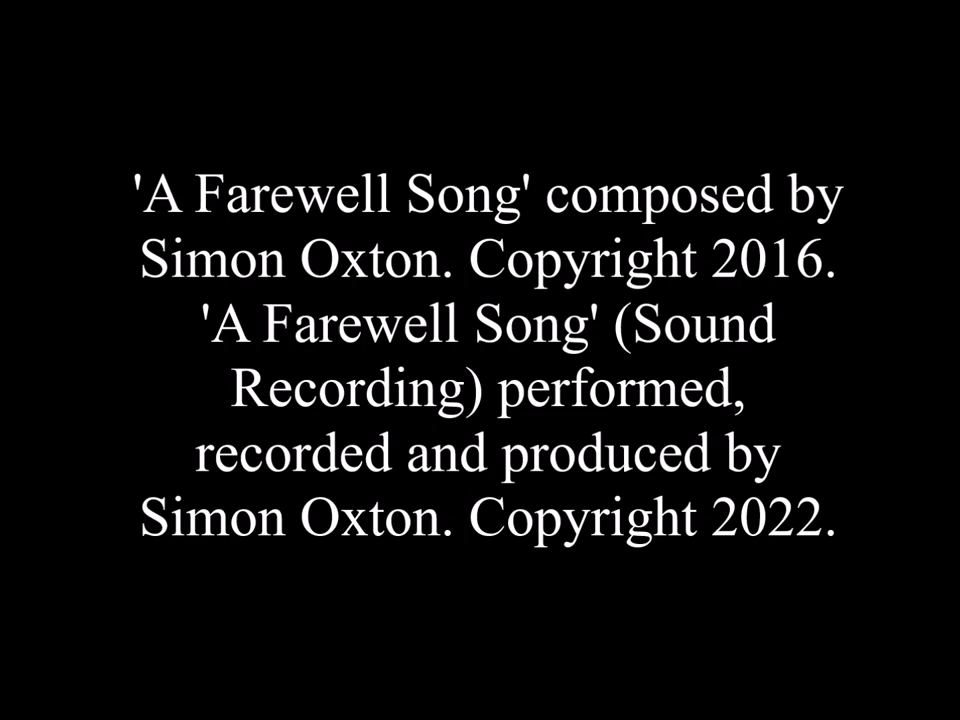 'A Farewell Song' composed by
Simon Oxton. Copyright 2016.
'A Farewell Song' (Sound
Recording) performed,
recorded and produced by
Simon Oxton. Copyright 2022.